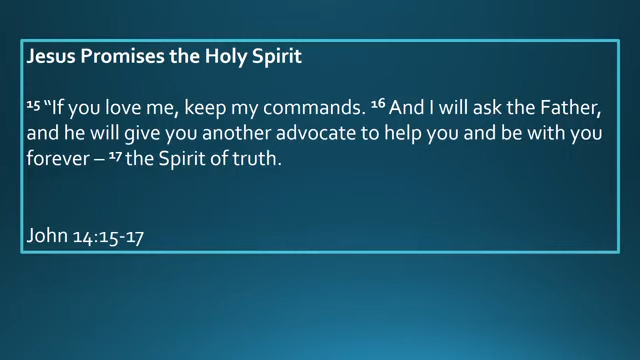 Jesus Promises the Holy Spirit
15 “If you love me, keep my commands. 16 And I will ask the Father,
and he will give you another advocate to help you and be with you
forever – 17 the Spirit of truth.
John 14:15-17